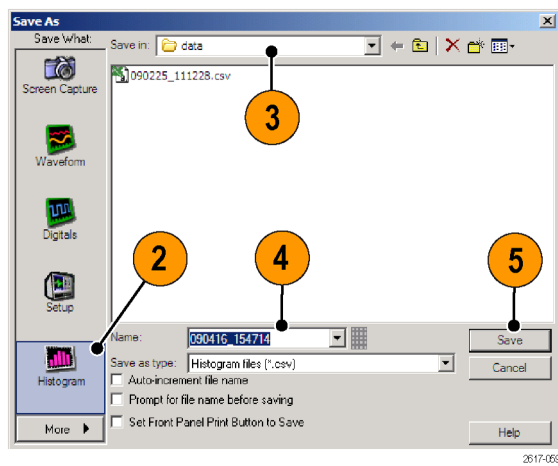 Save As
Save What:
Save in: data
Screen Capture
090225_111228.csv
3
Waveform
Digitals
2
4
5
Setup
Name: 090416_154714
Save
Save as type: Histogram files (*.csv)
Cancel
Histogram
Auto-increment file name
Prompt for file name before saving
Set Front Panel Print Button to Save
More
Help
2617-059